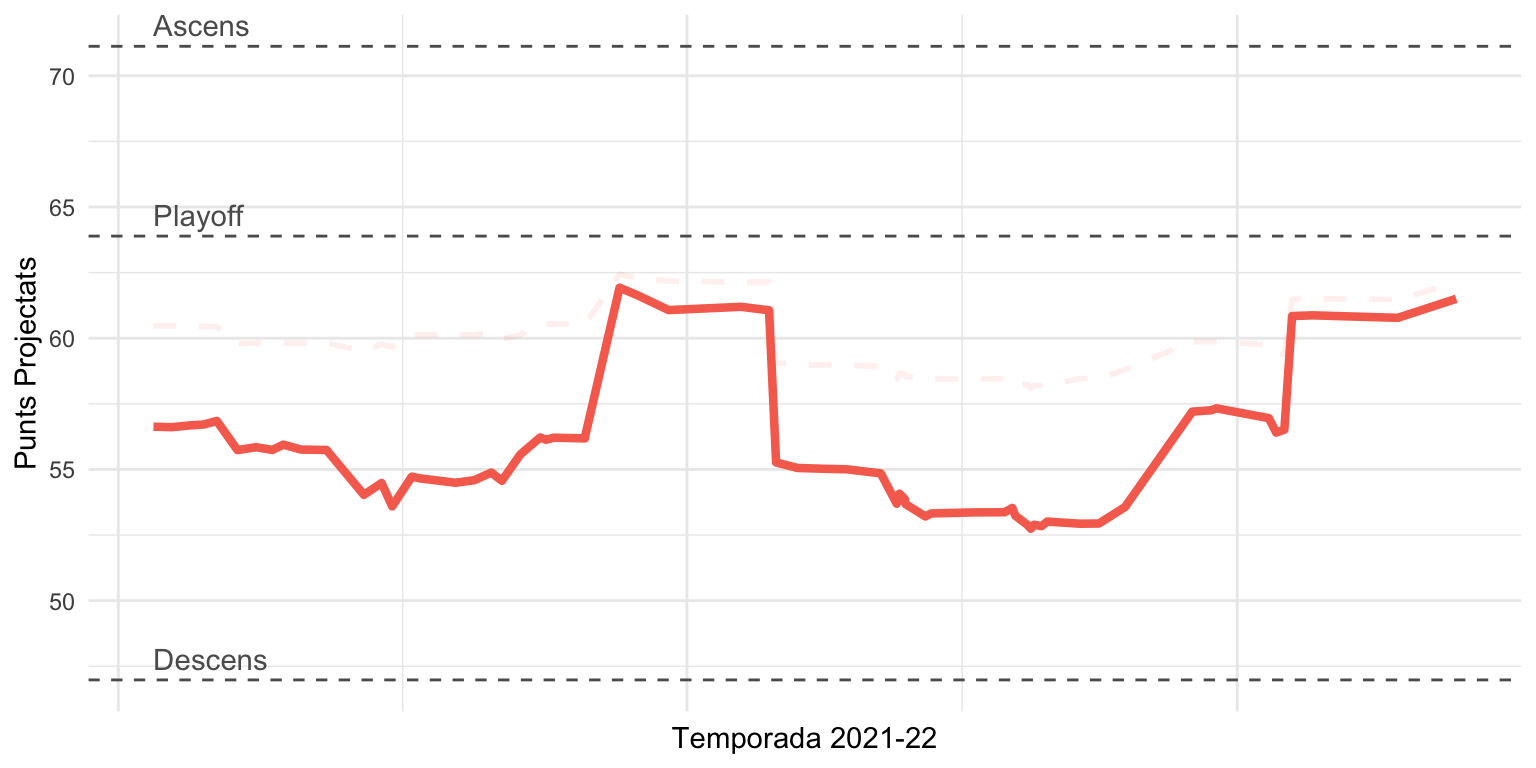 Ascens
70
65
Playoff
60
55
50
Descens
Punts Projectats
Temporada 2021-22